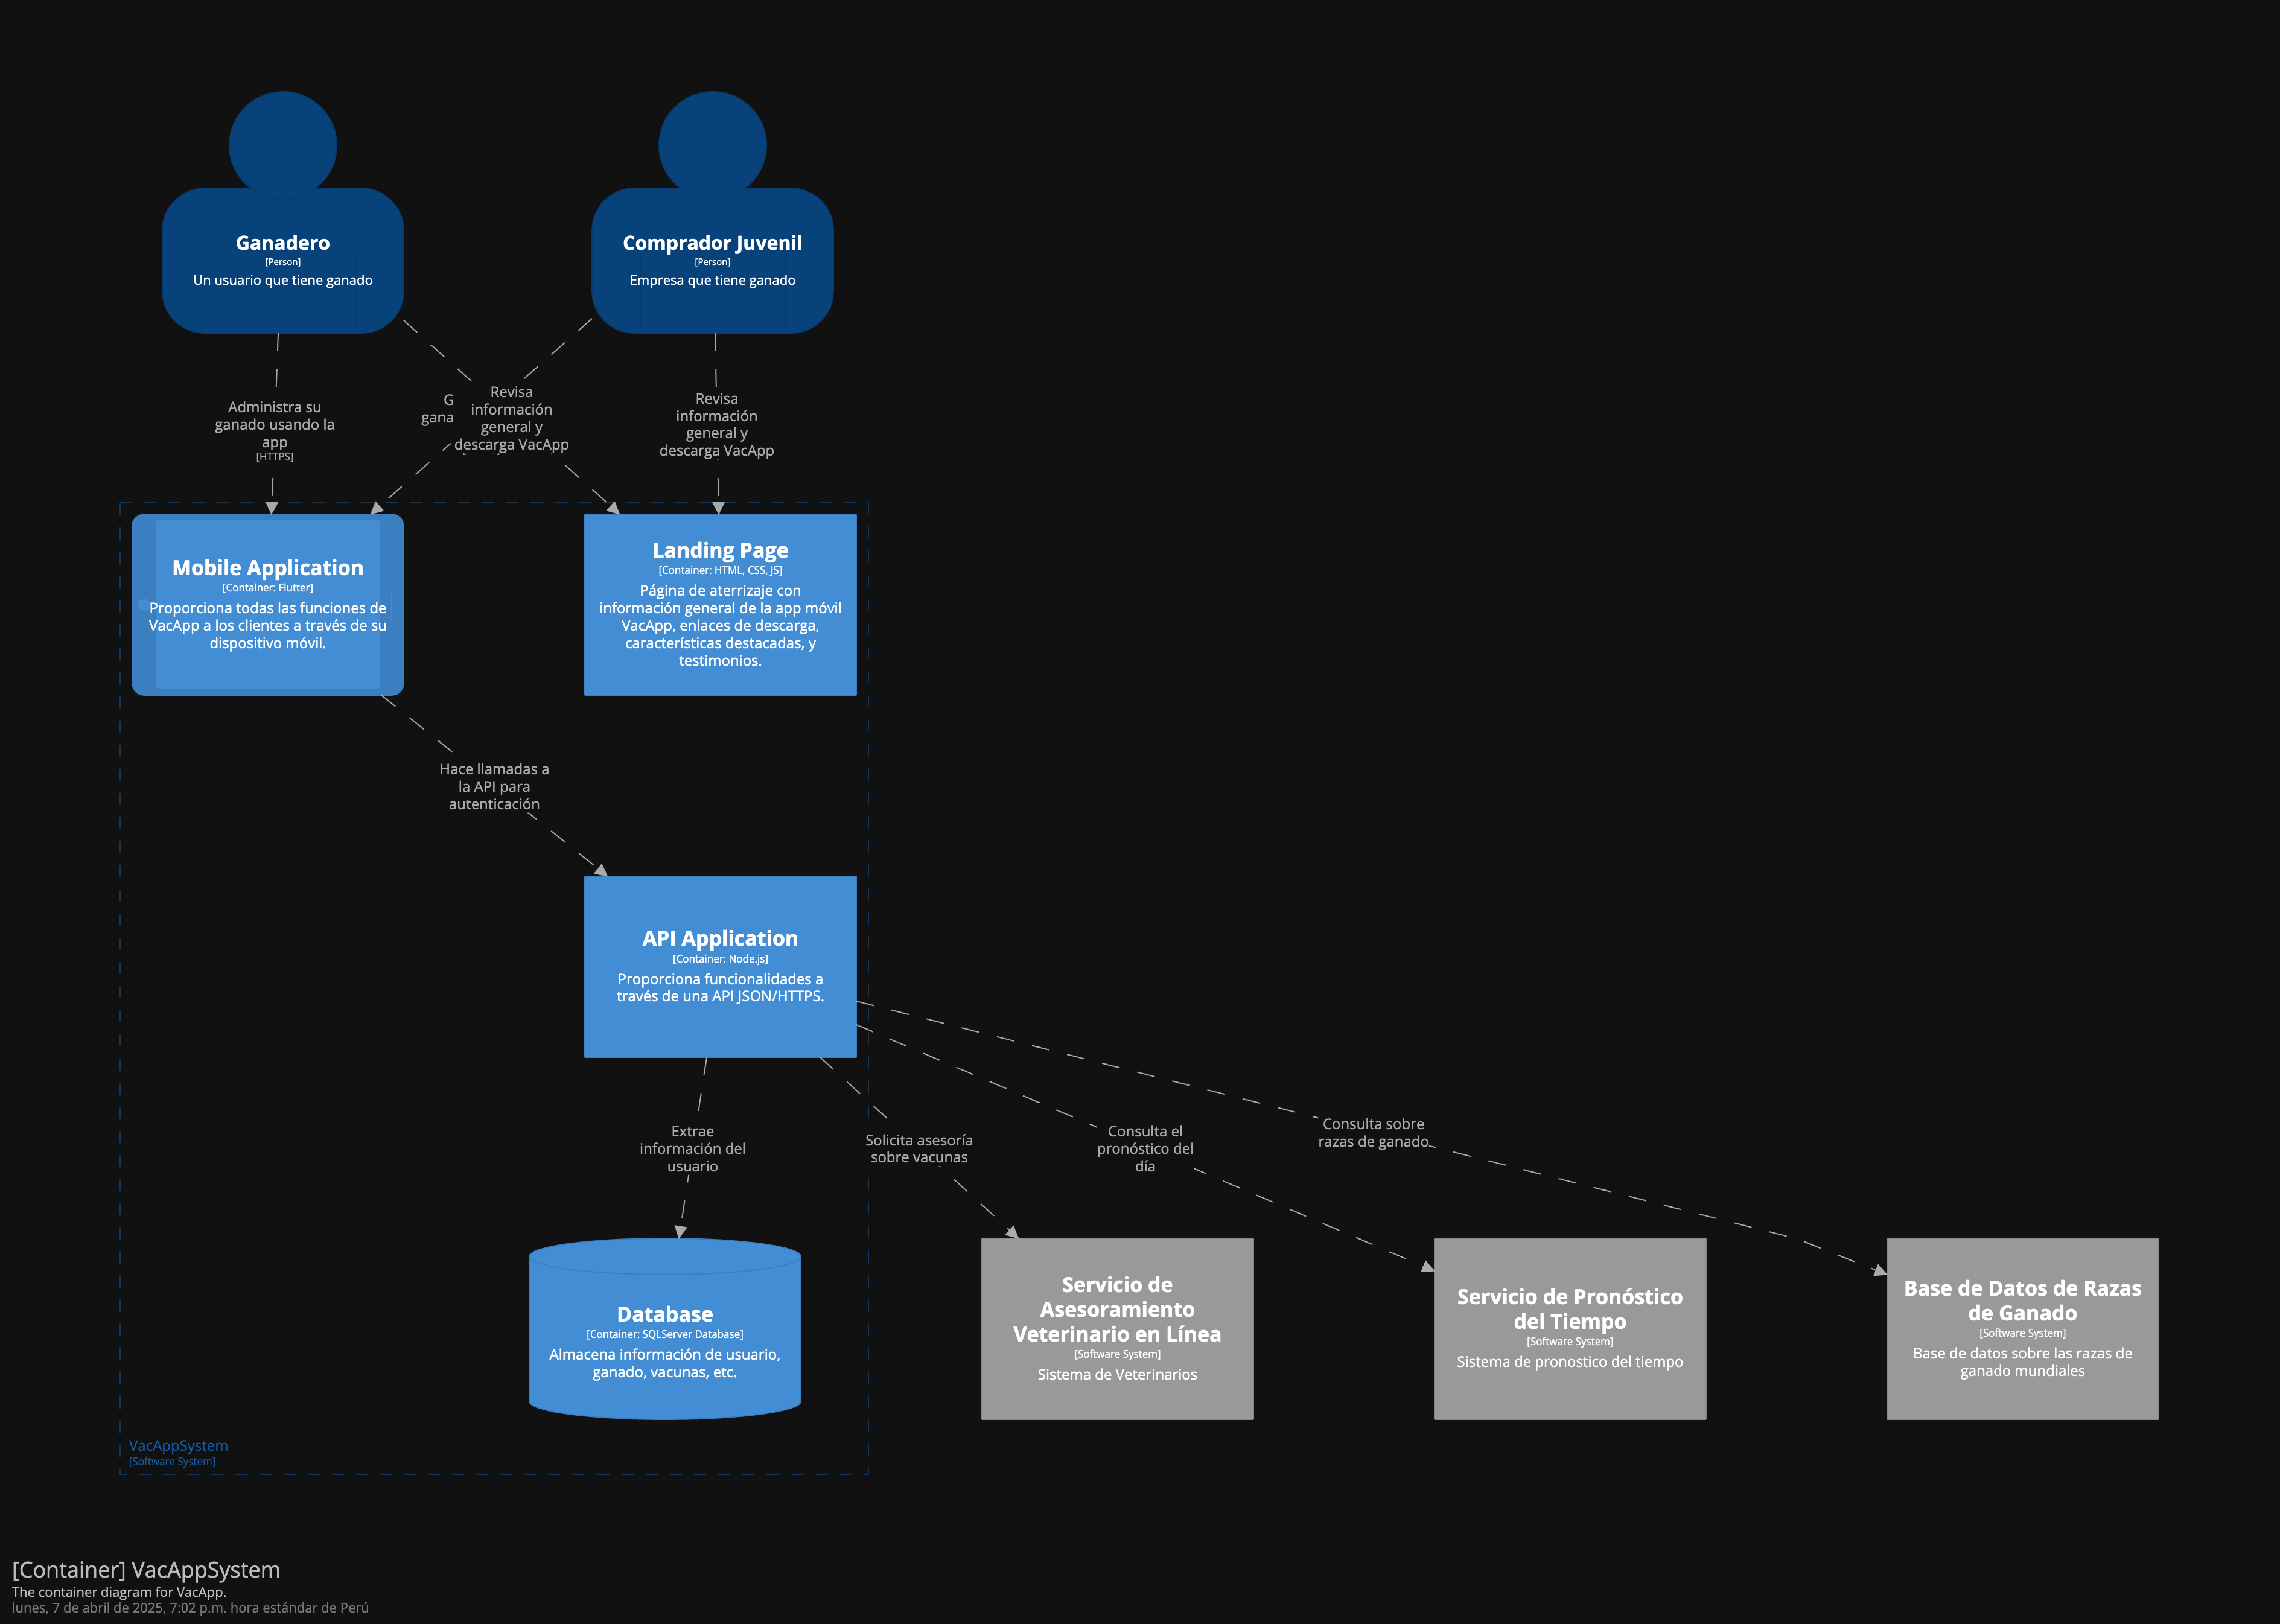 Ganadero
[Person]
Un usuario que tiene ganado
Comprador Juvenil
[Person]
Empresa que tiene ganado
Administra su
ganado usando la
app
[HTTPS]
G
gana
Revisa
información
general y
descarga VacApp
Revisa
información
general y
descarga VacApp
Mobile Application
[Container: Flutter]
Proporciona todas las funciones de
VacApp a los clientes a través de su
dispositivo móvil.
Landing Page
[Container: HTML, CSS, JS]
Página de aterrizaje con
información general de la app móvil
VacApp, enlaces de descarga,
características destacadas, y
testimonios.
Hace llamadas a
la API para
autenticación
API Application
[Container: Node.js]
Proporciona funcionalidades a
través de una API JSON/HTTPS.
Extrae
información del
usuario
Solicita asesoría
sobre vacunas
Consulta el
pronóstico del
día
Consulta sobre
razas de ganado
Database
[Container: SQLServer Database]
Almacena información de usuario,
ganado, vacunas, etc.
Servicio de
Asesoramiento
Veterinario en Línea
[Software System]
Sistema de Veterinarios
Servicio de Pronóstico
del Tiempo
[Software System]
Sistema de pronostico del tiempo
Base de Datos de Razas
de Ganado
[Software System]
Base de datos sobre las razas de
ganado mundiales
VacAppSystem
[Software System]
[Container] VacAppSystem
The container diagram for VacApp.
lunes, 7 de abril de 2025, 7:02 p.m. hora estándar de Perú